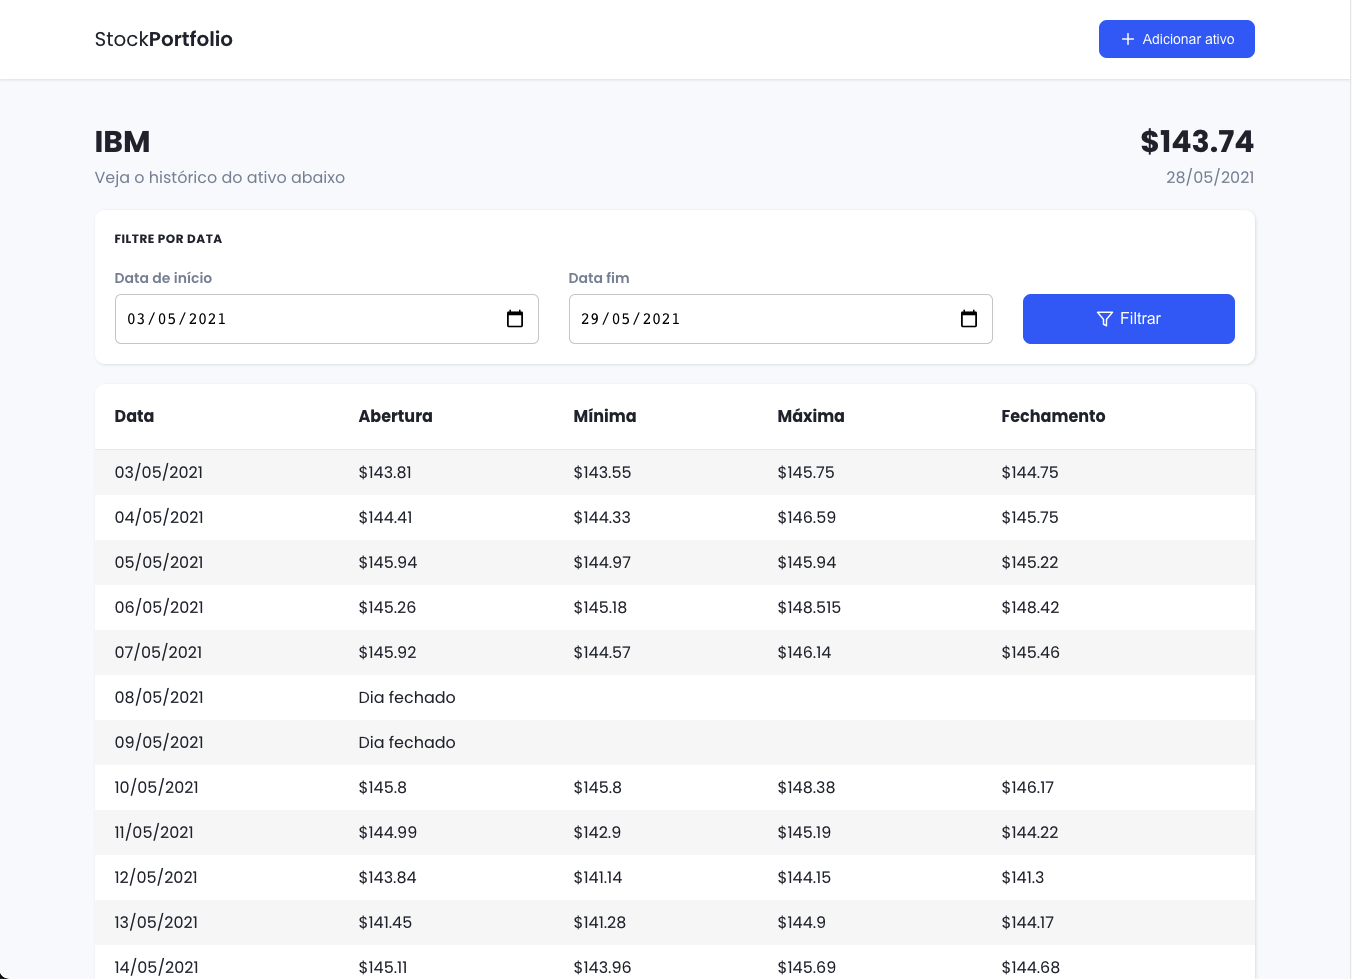 StockPortfolio
Adicionar ativo
IBM
$143.74
Veja o histórico do ativo abaixo
28/05/2021
FILTRE POR DATA
Data de início
Data fim
03/05/2021
29/05/2021
Filtrar
Data Abertura Mínima Máxima Fechamento
03/05/2021 $143.81 $143.55 $145.75 $144.75
04/05/2021 $144.41 $144.33 $146.59 $145.75
05/05/2021 $145.94 $144.97 $145.94 $145.22
06/05/2021 $145.26 $145.18 $148.515 $148.42
07/05/2021 $145.92 $144.57 $146.14 $145.46
08/05/2021 Dia fechado
09/05/2021 Dia fechado
10/05/2021 $145.8 $145.8 $148.38 $146.17
11/05/2021 $144.99 $142.9 $145.19 $144.22
12/05/2021 $143.84 $141.14 $144.15 $141.3
13/05/2021 $141.45 $141.28 $144.9 $144.17
14/05/2021 $145.11 $143.96 $145.69 $144.68